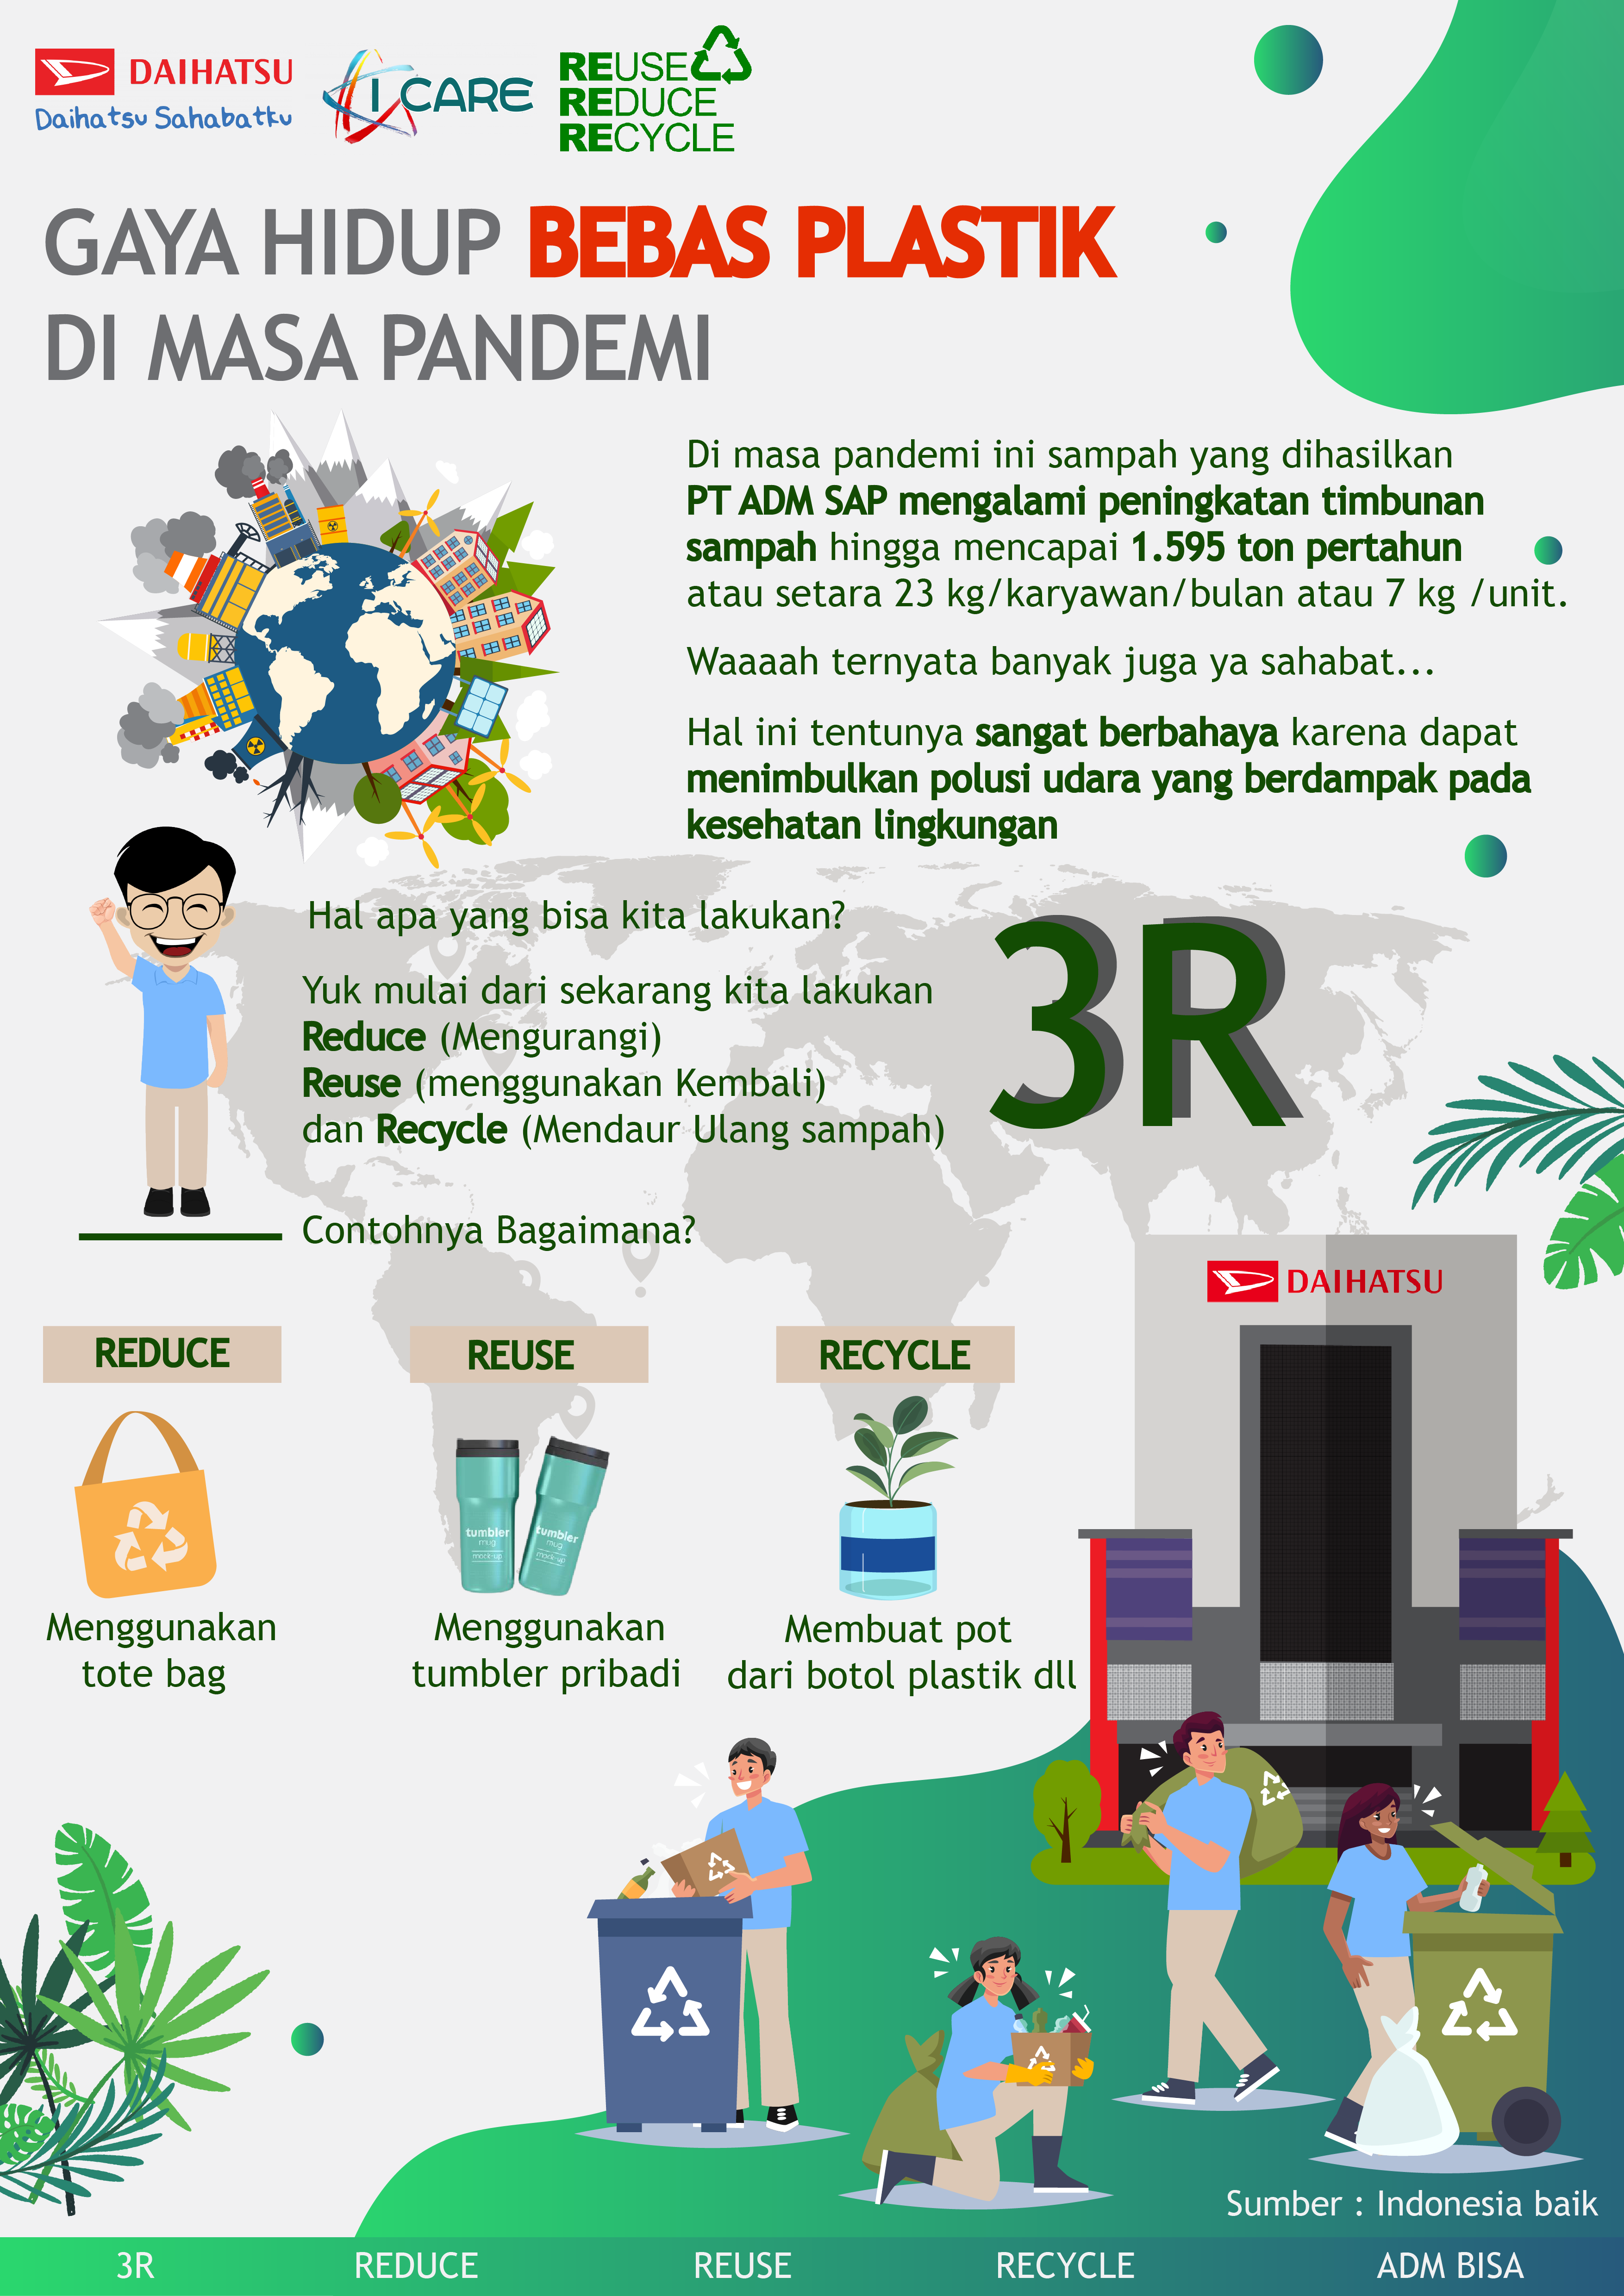 DAIHATSU
Daihatsu Sahabatku
I CARE
REUSE
REDUCE
RECYCLE
GAYA HIDUP BEBAS PLASTIK
DI MASA PANDEMI
Di masa pandemi ini sampah yang dihasilkan
PT ADM SAP mengalami peningkatan timbunan
sampah hingga mencapai 1.595 ton pertahun
atau setara 23 kg/karyawan/bulan atau 7 kg /unit.
Waaaah ternyata banyak juga ya sahabat...
Hal ini tentunya sangat berbahaya karena dapat
menimbulkan polusi udara yang berdampak pada
kesehatan lingkungan
Hal apa yang bisa kita lakukan?
Yuk mulai dari sekarang kita lakukan
Reduce (Mengurangi)
Reuse (menggunakan Kembali)
dan Recycle (Mendaur Ulang sampah)
3R
Contohnya Bagaimana?
DAIHATSU
REDUCE
REUSE
RECYCLE
tumbler
mug
mock-up
tumbler
mug
mock-up
Menggunakan
tote bag
Menggunakan
tumbler pribadi
Membuat pot
dari botol plastik dll
Sumber : Indonesia baik
3R REDUCE REUSE RECYCLE ADM BISA